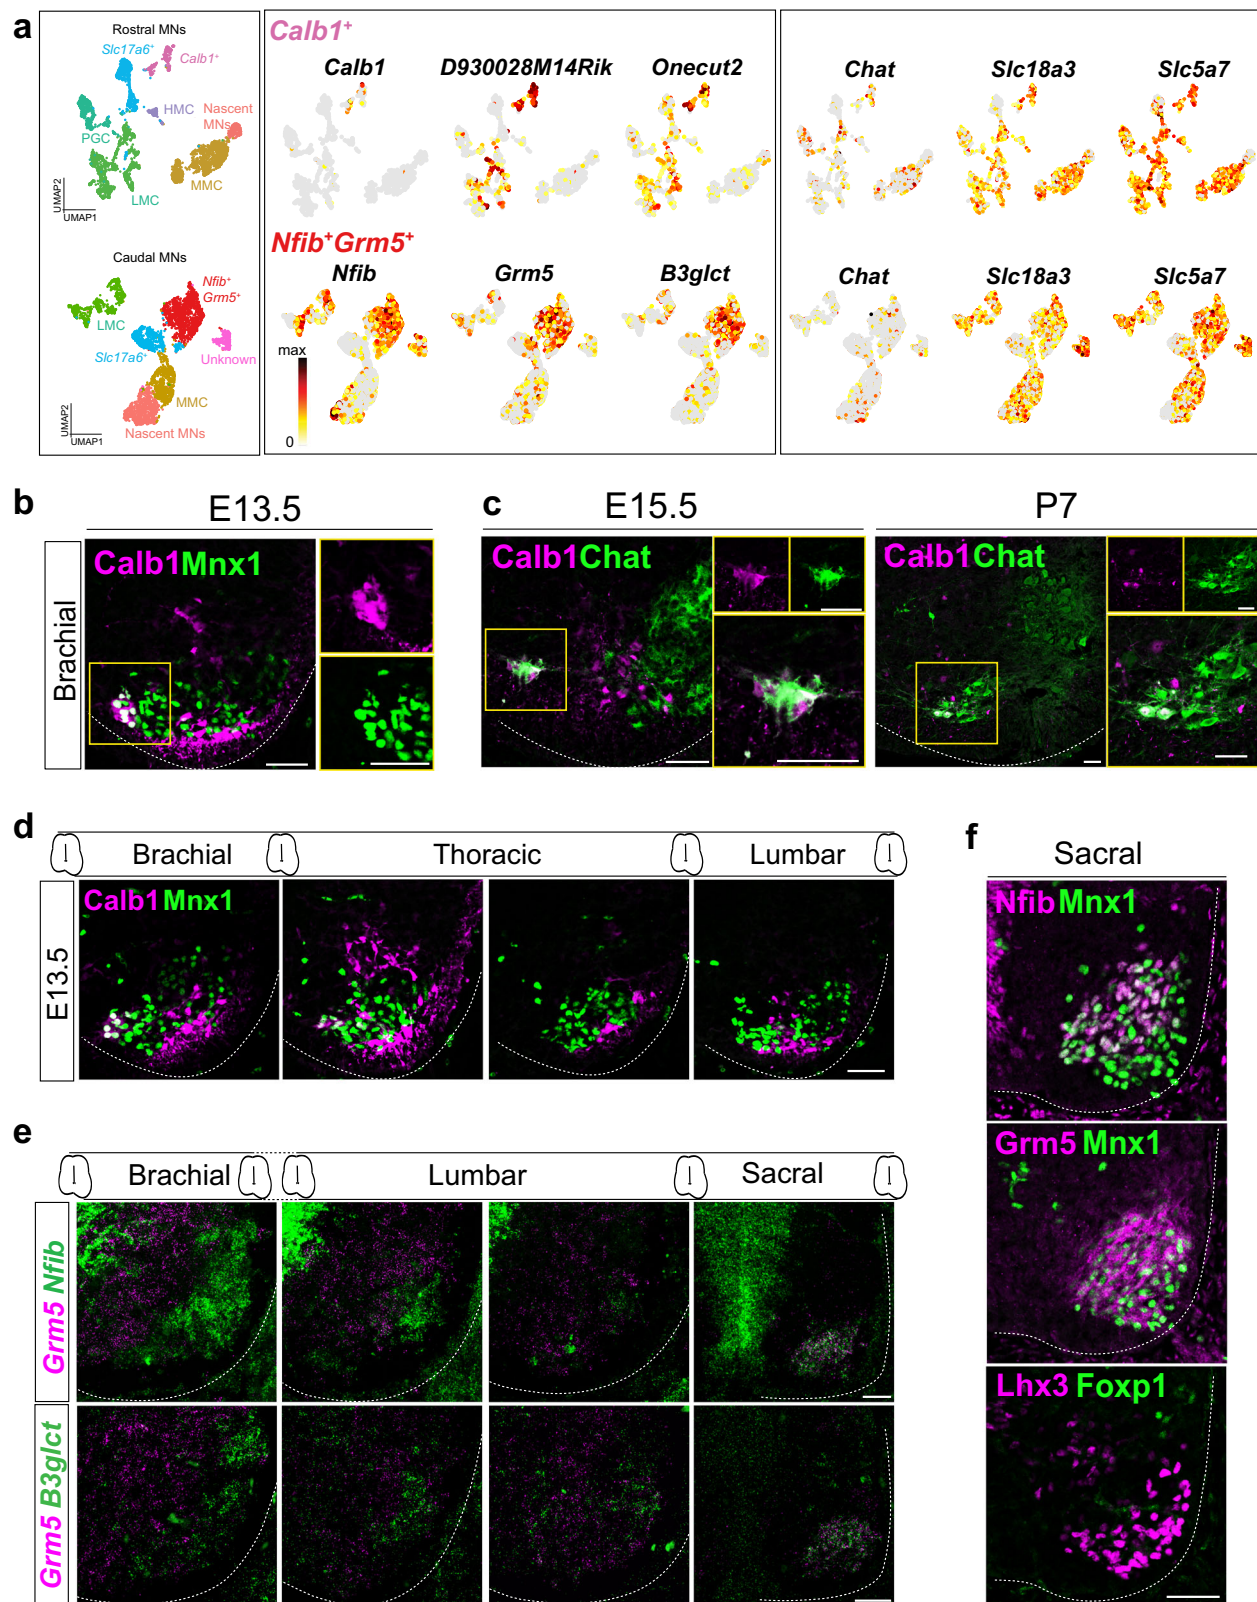 a
Rostral MNs
Slc17a6+
Calb1+
HMC
Nascent
MNs
PGC
MMC
LMC
UMAP2
UMAP1
Calb1+
Calb1
D930028M14Rik
Onecut2
Chat
Slc18a3
Slc5a7
Caudal MNs
Nfib+
Grm5+
LMC
Slc17a6+
Unknown
MMC
Nascent MNs
UMAP2
UMAP1
Nfib+Grm5+
Nfib
Grm5
B3glct
max
0
Chat
Slc18a3
Slc5a7
b
E13.5
Brachial
Calb1Mnx1
c
E15.5
P7
Calb1Chat
Calb1Chat
d
Brachial
Thoracic
Lumbar
E13.5
Calb1Mnx1
e
Brachial
Lumbar
Sacral
Grm5 Nfib
Grm5 B3glct
f
Sacral
NfibMnx1
Grm5 Mnx1
Lhx3 Foxp1